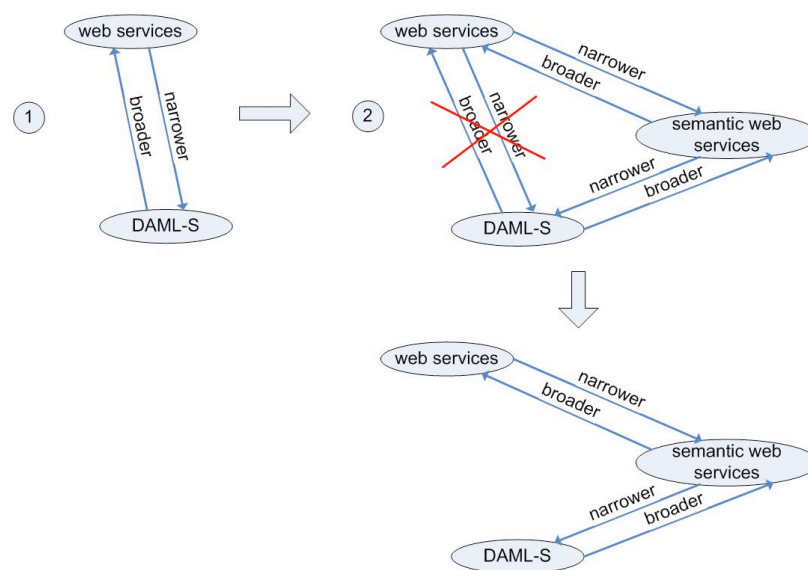 web services
1
broader
narrower
DAML-S
2
web services
narrower
broader
broader
narrower
semantic web
services
narrower
broader
DAML-S
web services
narrower
broader
semantic web
services
narrower
broader
DAML-S